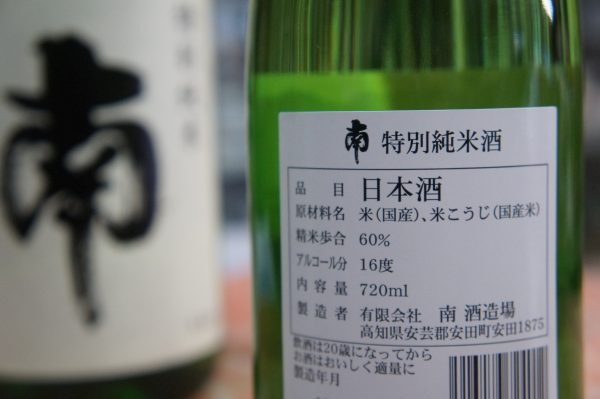 南
南 特別純米酒
品目 日本酒
原材料名 米(国産)、米こうじ(国産米)
精米歩合 60%
アルコール分 16度
内容量 720ml
製造者 有限会社 南酒造場
高知県安芸郡安田町安田1875
飲酒は20歳になってから
お酒はおいしく適量に
製造年月